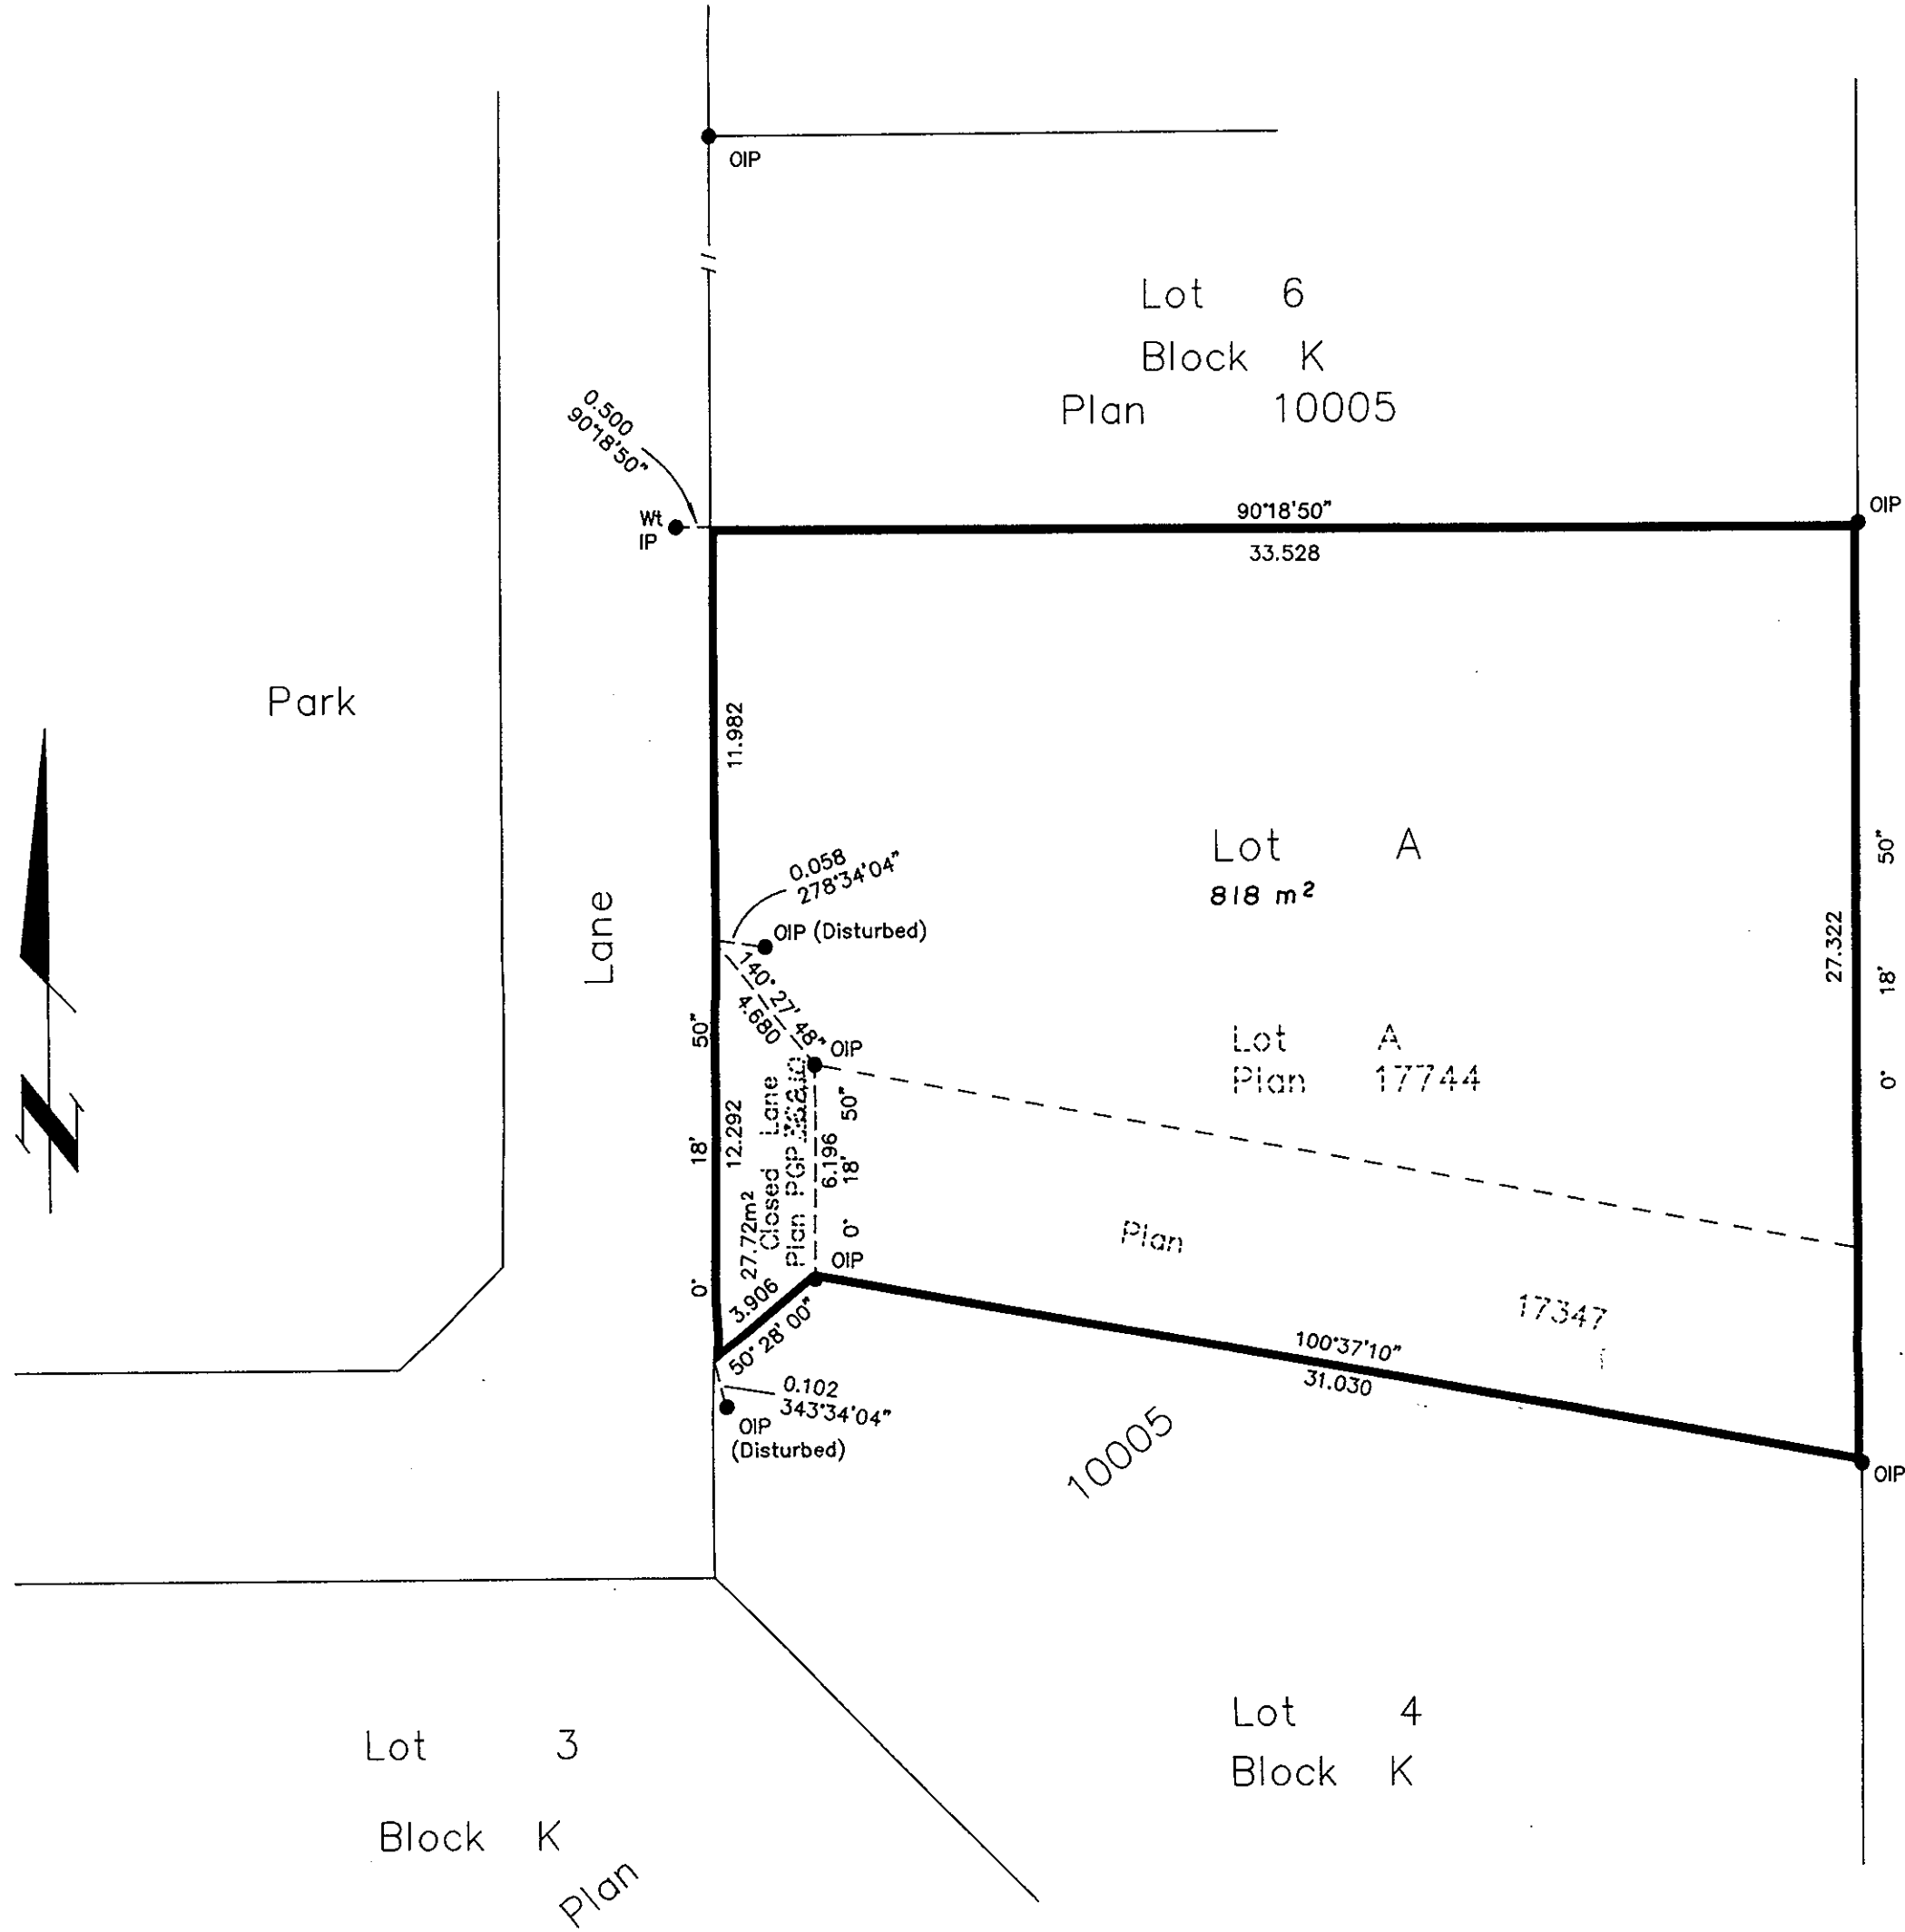 OIP
Lot 6
Block K
Plan 10005
0.500
90°18'50"
Wt
IP
90°18'50"
OIP
33.528
Park
11.982
Lot A
818 m²
0.058
278°34'04"
OIP (Disturbed)
Lane
27.322
0° 18' 50"
140° 27' 48"
4.680
OIP
Lot A
Plan 17744
0° 18' 50"
12.292
27.72m²
Closed Lane
Plan PGP
6.196
0° 18' 50"
Plan
17347
OIP
3.906
50° 28' 00"
100°37'10"
31.030
0.102
343°34'04"
OIP
(Disturbed)
10005
OIP
Lot 4
Block K
Lot 3
Block K
Plan
N